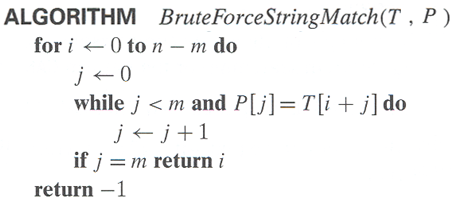 ALGORITHM BruteForceStringMatch(T , P )
for i ← 0 to n – m do
j ← 0
while j < m and P[j] = T[i + j] do
j ← j + 1
if j = m return i
return –1